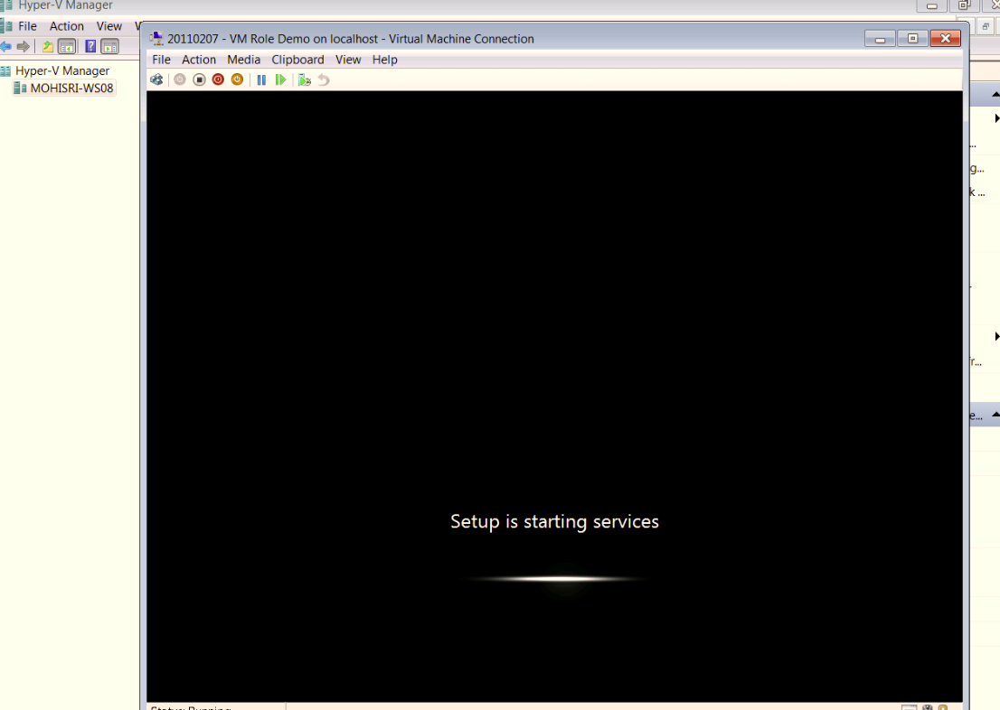 Hyper-V Manager
File Action View
20110207 - VM Role Demo on localhost - Virtual Machine Connection
File Action Media Clipboard View Help
Hyper-V Manager
MOHISRI-WS08
...
g...
k ...
r...
e...
Setup is starting services
Status: Running